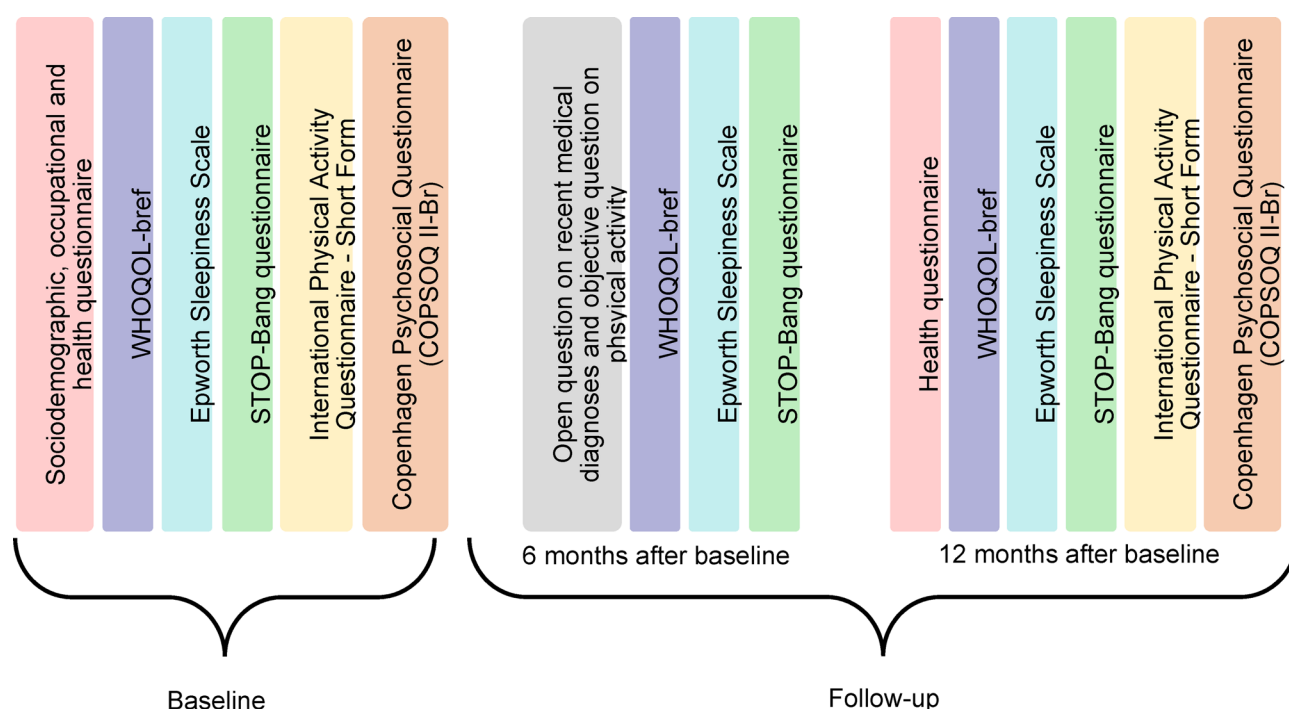 Sociodemographic, occupational and
health questionnaire
WHOQOL-bref
Epworth Sleepiness Scale
STOP-Bang questionnaire
International Physical Activity
Questionnaire - Short Form
Copenhagen Psychosocial Questionnaire
(COPSOQ II-Br)
Open question on recent medical
diagnoses and objective question on
phsyical activity
WHOQOL-bref
Epworth Sleepiness Scale
STOP-Bang questionnaire
Health questionnaire
WHOQOL-bref
Epworth Sleepiness Scale
STOP-Bang questionnaire
International Physical Activity
Questionnaire - Short Form
Copenhagen Psychosocial Questionnaire
(COPSOQ II-Br)
6 months after baseline
12 months after baseline
Baseline
Follow-up